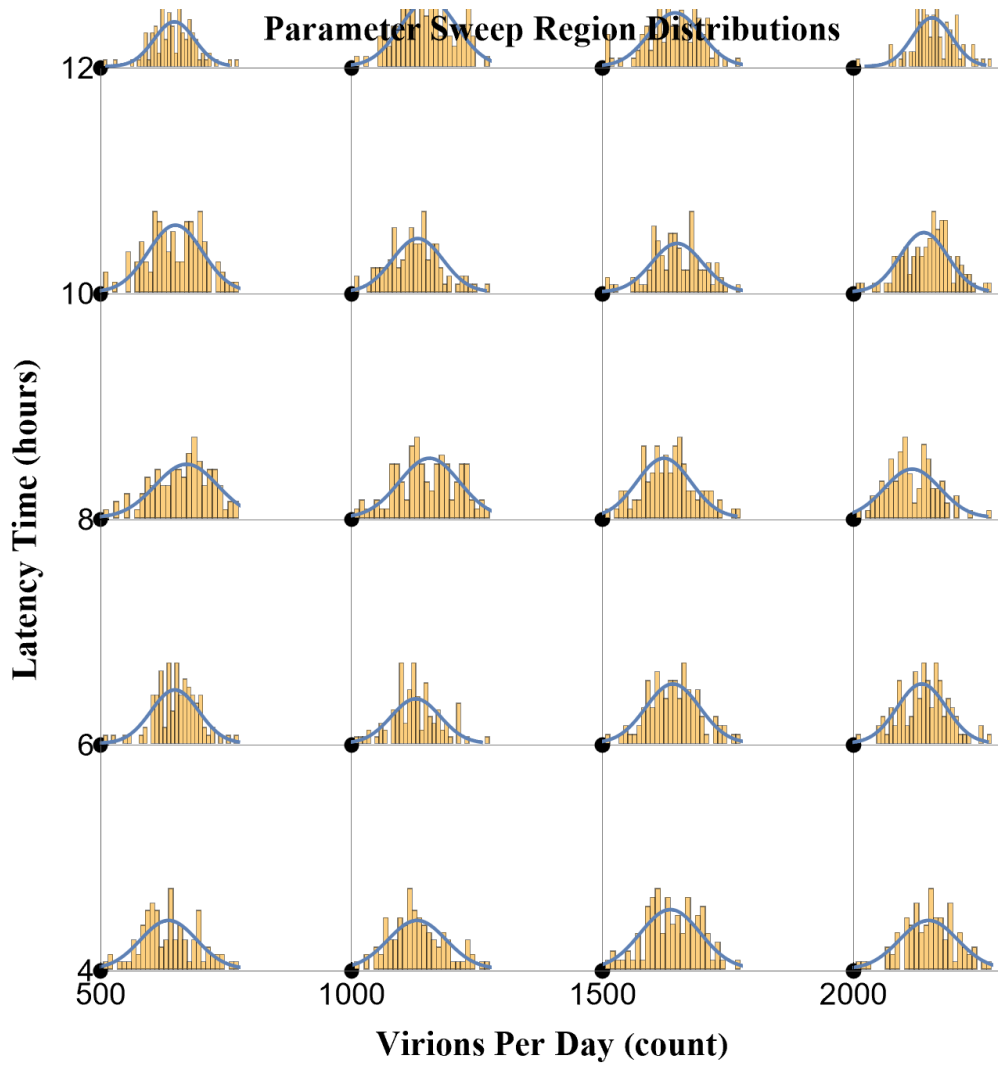 Parameter Sweep Region Distributions
12
10
8
6
4
500 1000 1500 2000
Latency Time (hours)
Virions Per Day (count)